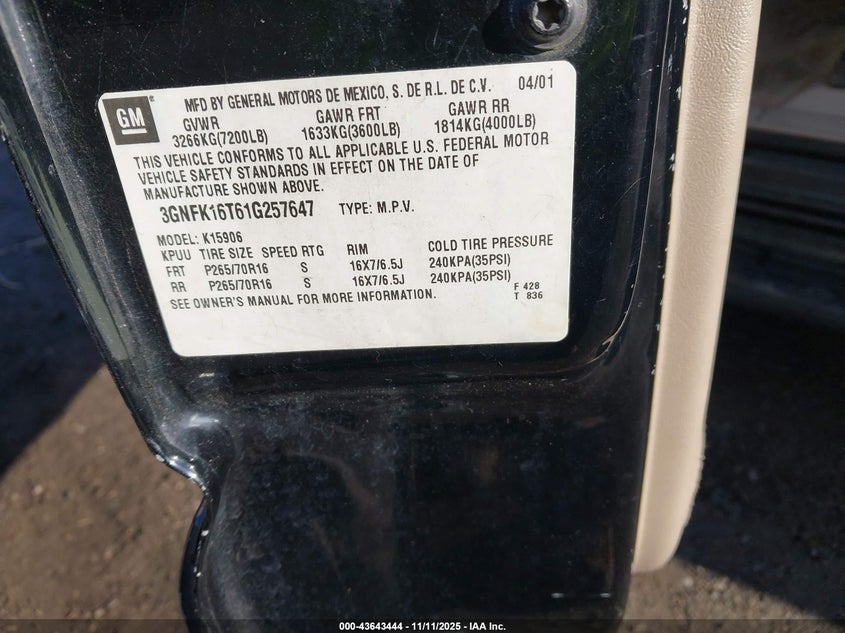 GM
MFD BY GENERAL MOTORS DE MEXICO, S. DE R.L. DE C.V. 04/01
GVWR GAWR FRT GAWR RR
3266KG(7200LB) 1633KG(3600LB) 1814KG(4000LB)
THIS VEHICLE CONFORMS TO ALL APPLICABLE U.S. FEDERAL MOTOR
VEHICLE SAFETY STANDARDS IN EFFECT ON THE DATE OF
MANUFACTURE SHOWN ABOVE.
3GNFK16T61G257647 TYPE: M.P.V.
MODEL: K15906
KPUU TIRE SIZE SPEED RTG RIM COLD TIRE PRESSURE
FRT P265/70R16 S 16X7/6.5J 240KPA(35PSI)
RR P265/70R16 S 16X7/6.5J 240KPA(35PSI)
SEE OWNER'S MANUAL FOR MORE INFORMATION.
F 428
T 836
000-43643444 - 11/11/2025 - IAA Inc.